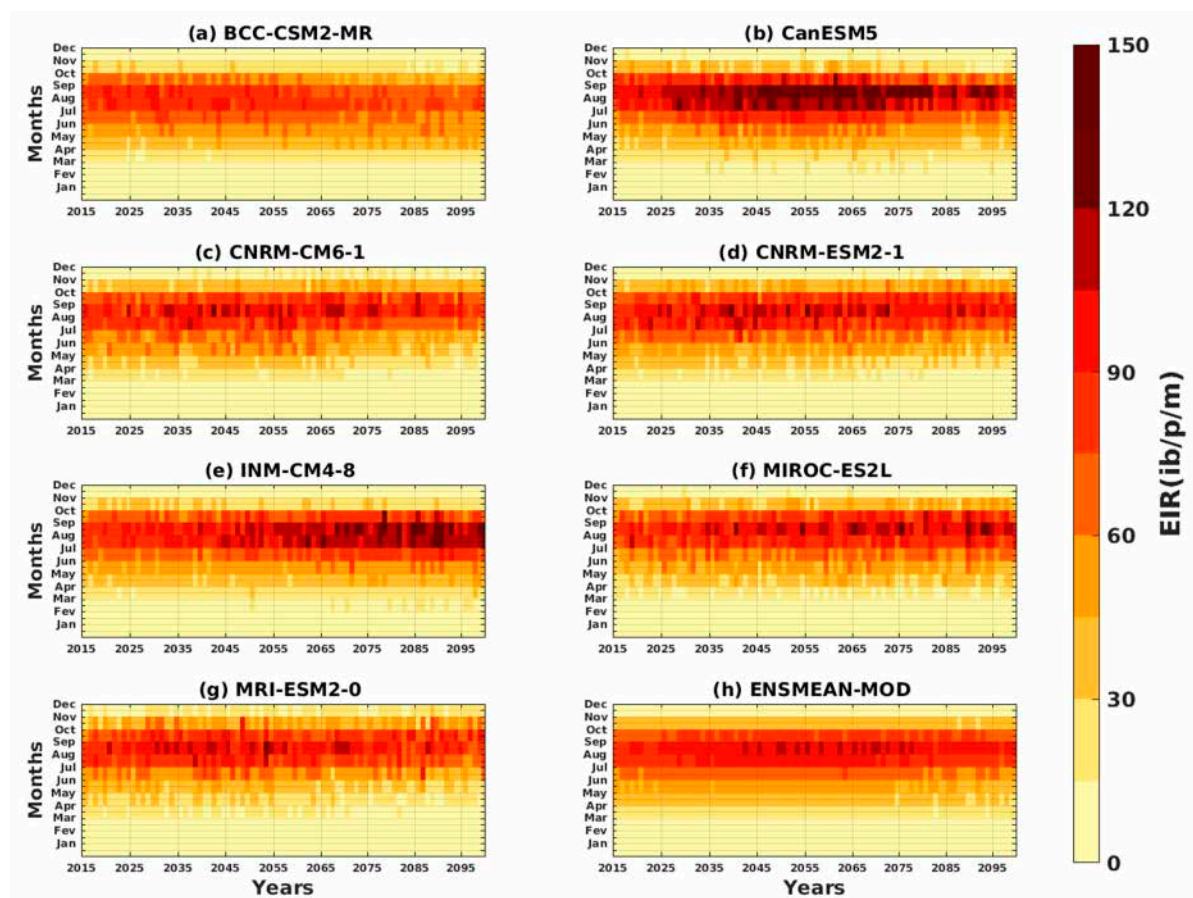 (a) BCC-CSM2-MR
(b) CanESM5
Months
Dec
Nov
Oct
Sep
Aug
Jul
Jun
May
Apr
Mar
Fev
Jan
2015 2025 2035 2045 2055 2065 2075 2085 2095
Dec
Nov
Oct
Sep
Aug
Jul
Jun
May
Apr
Mar
Fev
Jan
2015 2025 2035 2045 2055 2065 2075 2085 2095
(c) CNRM-CM6-1
(d) CNRM-ESM2-1
Months
Dec
Nov
Oct
Sep
Aug
Jul
Jun
May
Apr
Mar
Fev
Jan
2015 2025 2035 2045 2055 2065 2075 2085 2095
Dec
Nov
Oct
Sep
Aug
Jul
Jun
May
Apr
Mar
Fev
Jan
2015 2025 2035 2045 2055 2065 2075 2085 2095
(e) INM-CM4-8
(f) MIROC-ES2L
Months
Dec
Nov
Oct
Sep
Aug
Jul
Jun
May
Apr
Mar
Fev
Jan
2015 2025 2035 2045 2055 2065 2075 2085 2095
Dec
Nov
Oct
Sep
Aug
Jul
Jun
May
Apr
Mar
Fev
Jan
2015 2025 2035 2045 2055 2065 2075 2085 2095
(g) MRI-ESM2-0
(h) ENSMEAN-MOD
Months
Dec
Nov
Oct
Sep
Aug
Jul
Jun
May
Apr
Mar
Fev
Jan
2015 2025 2035 2045 2055 2065 2075 2085 2095
Years
Dec
Nov
Oct
Sep
Aug
Jul
Jun
May
Apr
Mar
Fev
Jan
2015 2025 2035 2045 2055 2065 2075 2085 2095
Years
150
120
90
60
30
0
EIR(ib/p/m)